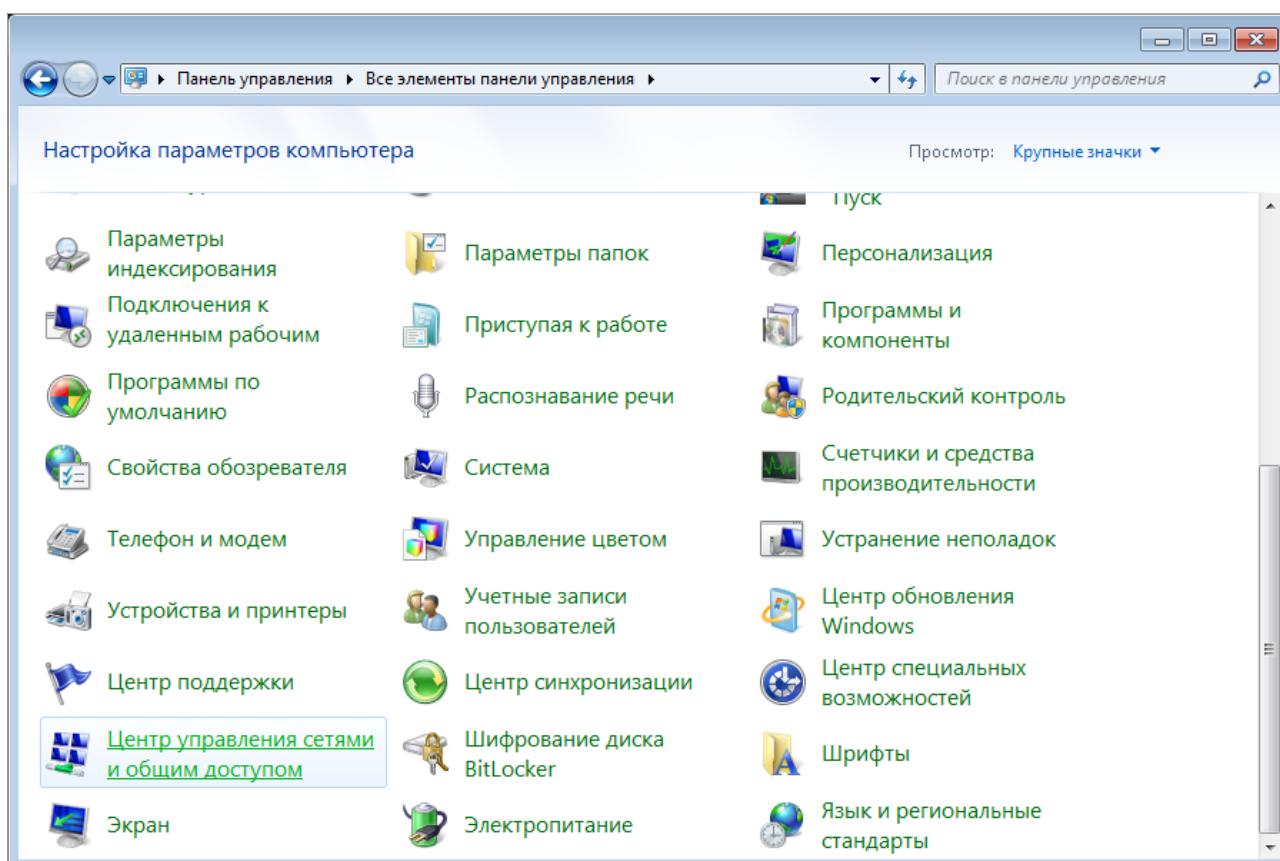 Панель управления Все элементы панели управления
Поиск в панели управления
Настройка параметров компьютера
Просмотр: Крупные значки
Пуск
Параметры
индексирования
Параметры папок
Персонализация
Подключения к
удаленным рабочим
Приступая к работе
Программы и
компоненты
Программы по
умолчанию
Распознавание речи
Родительский контроль
Свойства обозревателя
Система
Счетчики и средства
производительности
Телефон и модем
Управление цветом
Устранение неполадок
Устройства и принтеры
Учетные записи
пользователей
Центр обновления
Windows
Центр поддержки
Центр синхронизации
Центр специальных
возможностей
Центр управления сетями
и общим доступом
Шифрование диска
BitLocker
Шрифты
Экран
Электропитание
Язык и региональные
стандарты